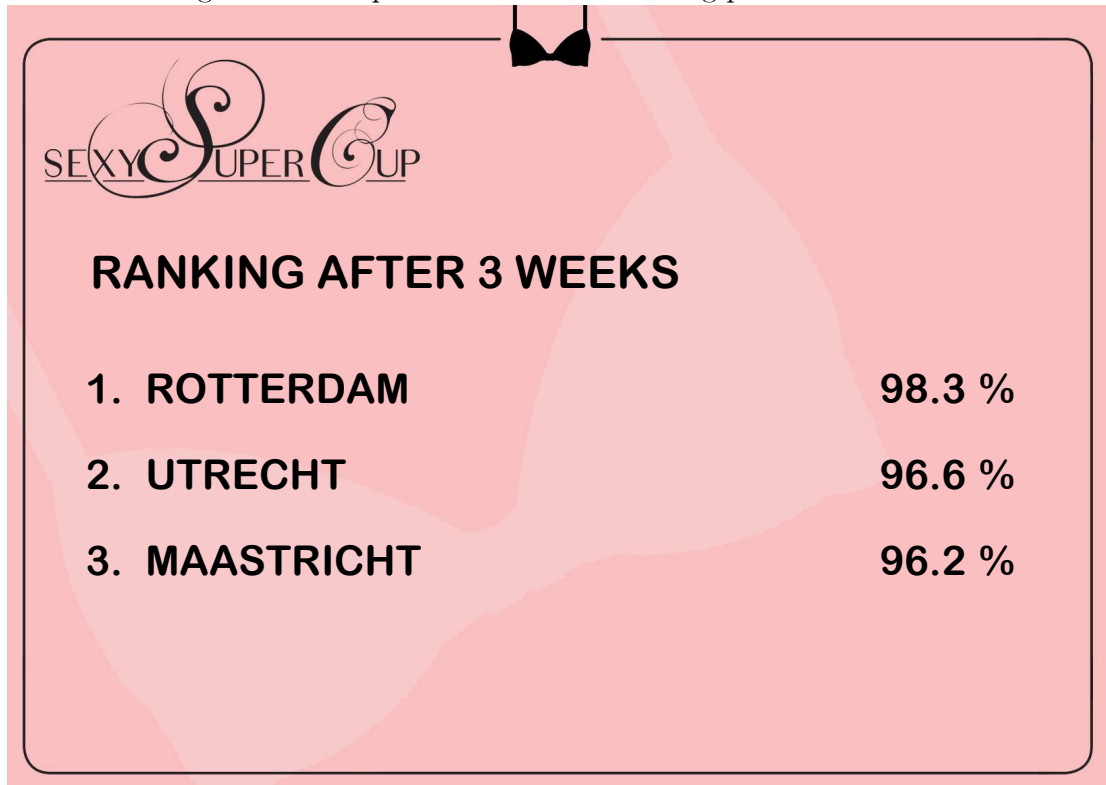 SEXY SUPER CUP
RANKING AFTER 3 WEEKS
1. ROTTERDAM 98.3 %
2. UTRECHT 96.6 %
3. MAASTRICHT 96.2 %